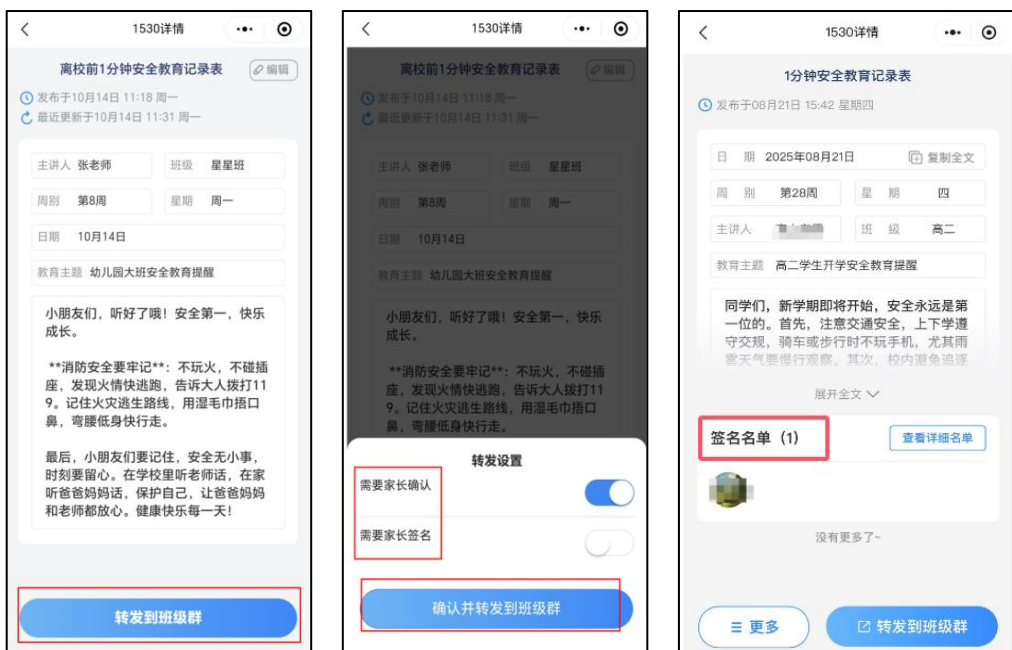 1530详情
离校前1分钟安全教育记录表
编辑
发布于10月14日 11:18 周一
最近更新于10月14日 11:31 周一
主讲人 张老师
班级 星星班
周别 第8周
星期 周一
日期 10月14日
教育主题 幼儿园大班安全教育提醒
小朋友们，听好了哦！安全第一，快乐
成长。
**消防安全要牢记**：不玩火，不碰插
座，发现火情快逃跑，告诉大人拨打11
9。记住火灾逃生路线，用湿毛巾捂口
鼻，弯腰低身快行走。
最后，小朋友们要记住，安全无小事，
时刻要留心。在学校里听老师话，在家
听爸爸妈妈话，保护自己，让爸爸妈妈
和老师都放心。健康快乐每一天！
转发到班级群
1530详情
离校前1分钟安全教育记录表
编辑
发布于10月14日 11:18 周一
最近更新于10月14日 11:31 周一
主讲人 张老师
班级 星星班
周别 第8周
星期 周一
日期 10月14日
教育主题 幼儿园大班安全教育提醒
小朋友们，听好了哦！安全第一，快乐
成长。
**消防安全要牢记**：不玩火，不碰插
座，发现火情快逃跑，告诉大人拨打11
9。记住火灾逃生路线，用湿毛巾捂口
鼻，弯腰低身快行走。
转发设置
需要家长确认
需要家长签名
确认并转发到班级群
1530详情
1分钟安全教育记录表
发布于08月21日 15:42 星期四
日 期 2025年08月21日
复制全文
周 别 第28周
星 期 四
主讲人
班 级 高二
教育主题 高二学生开学安全教育提醒
同学们，新学期即将开始，安全永远是第
一位的。首先，注意交通安全，上下学遵
守交规，骑车或步行时不玩手机，尤其雨
雾天气要慢行观察。其次，校内避免追逐
展开全文
签名名单（1）
查看详细名单
没有更多了~
更多
转发到班级群